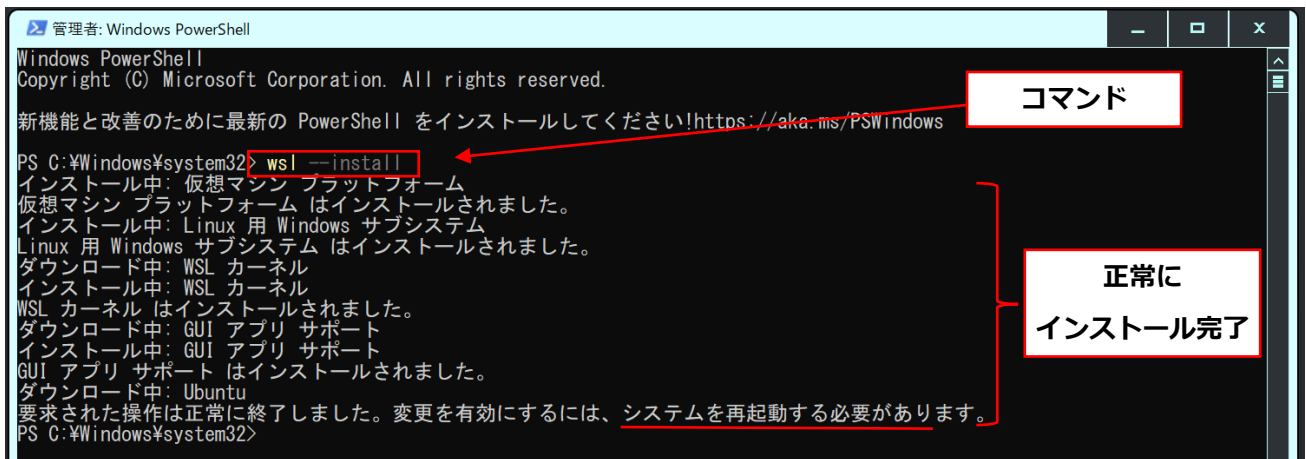 管理者: Windows PowerShell
Windows PowerShell
Copyright (C) Microsoft Corporation. All rights reserved.
コマンド
新機能と改善のために最新の PowerShell をインストールしてください!https://aka.ms/PSWindows
PS C:¥Windows¥system32> wsl --install
インストール中: 仮想マシン プラットフォーム
仮想マシン プラットフォーム はインストールされました。
インストール中: Linux 用 Windows サブシステム
Linux 用 Windows サブシステム はインストールされました。
ダウンロード中: WSL カーネル
インストール中: WSL カーネル
WSL カーネル はインストールされました。
ダウンロード中: GUI アプリ サポート
インストール中: GUI アプリ サポート
GUI アプリ サポート はインストールされました。
ダウンロード中: Ubuntu
要求された操作は正常に終了しました。変更を有効にするには、システムを再起動する必要があります。
PS C:¥Windows¥system32>
正常に
インストール完了